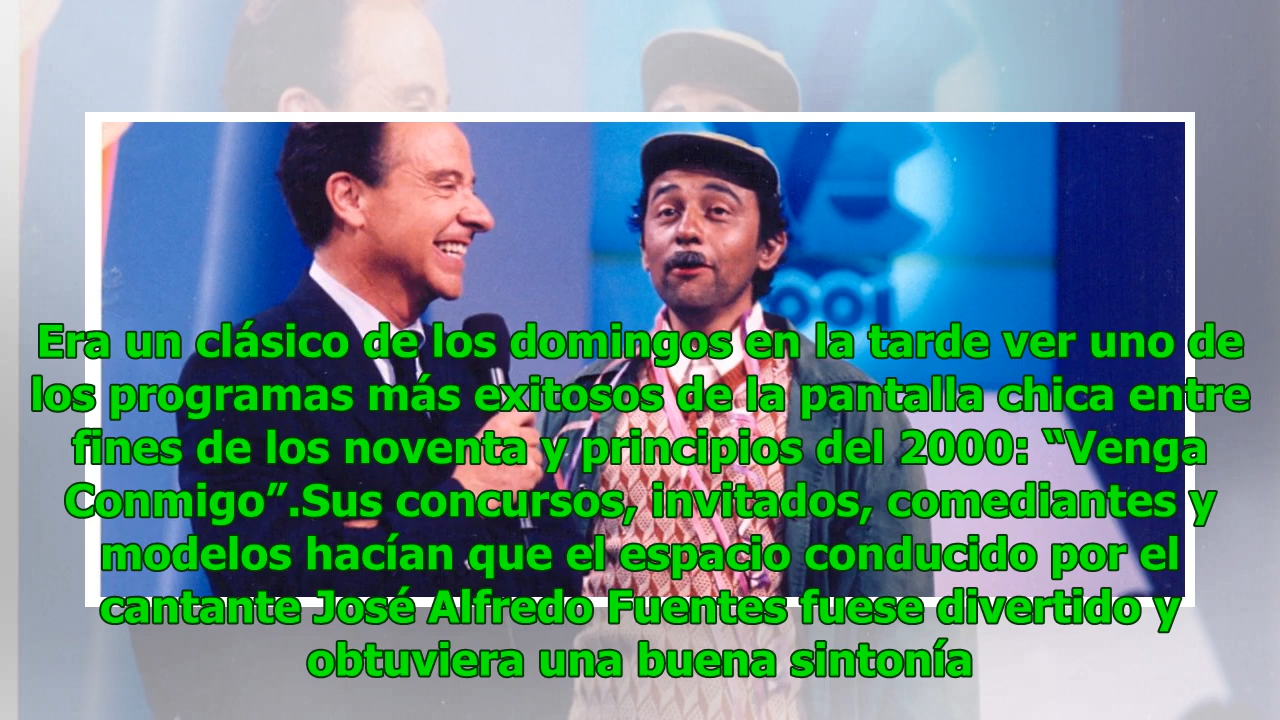 Era un clásico de los domingos en la tarde ver uno de
los programas más exitosos de la pantalla chica entre
fines de los noventa y principios del 2000: “Venga
Conmigo”.Sus concursos, invitados, comediantes y
modelos hacían que el espacio conducido por el
cantante José Alfredo Fuentes fuese divertido y
obtuviera una buena sintonía